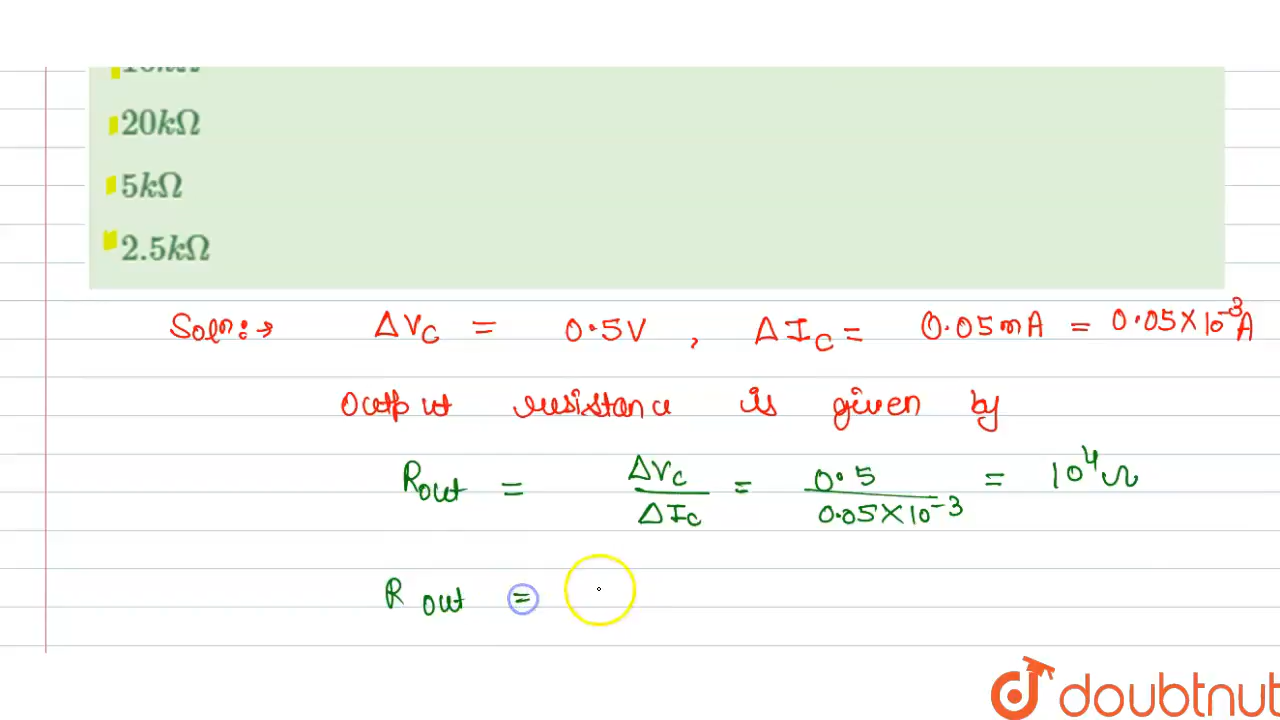 20kΩ
5kΩ
2.5kΩ
Soln:→ ΔVc = 0.5V , ΔIc = 0.05mA = 0.05×10⁻³A
output resistance is given by
Rout = ΔVc/ΔIc = 0.5/0.05×10⁻³ = 10⁴Ω
Rout =
doubtnut